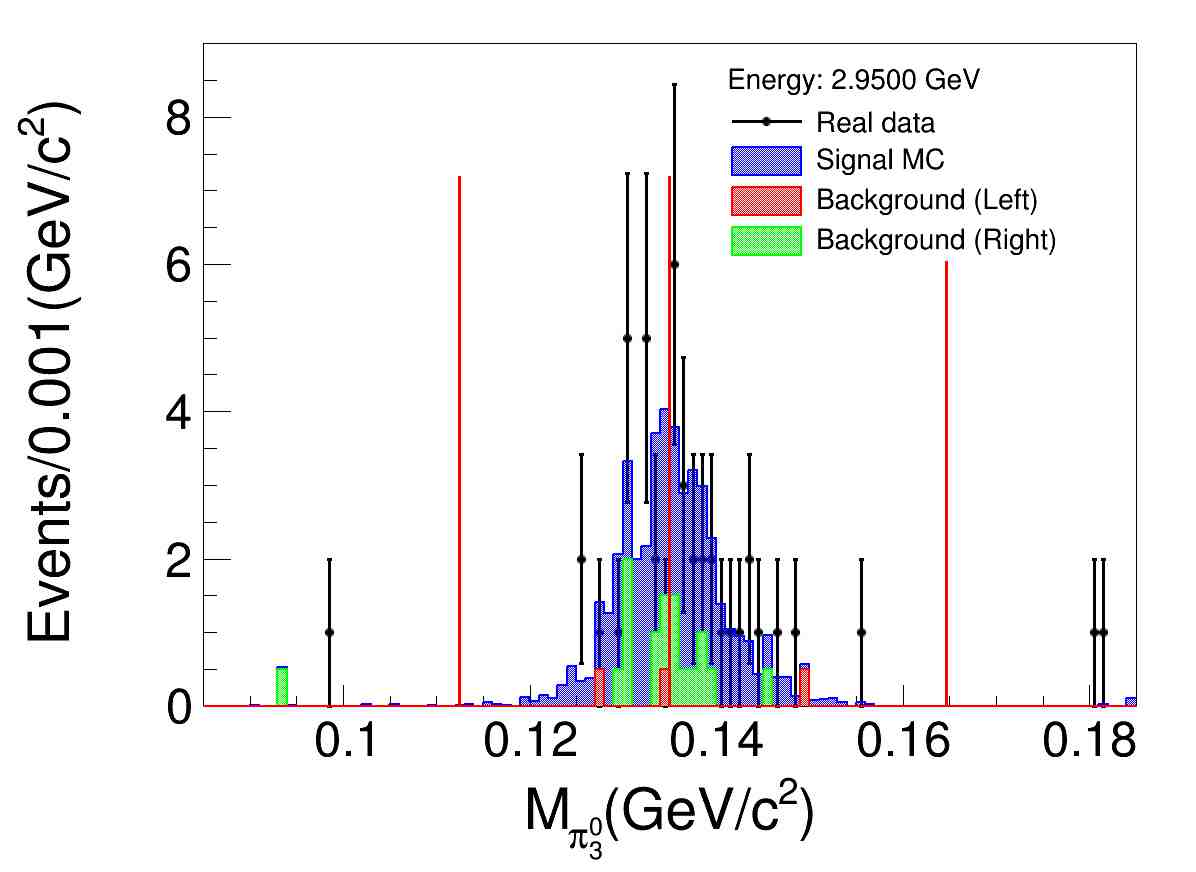 Energy: 2.9500 GeV
Real data
Signal MC
Background (Left)
Background (Right)
Events/0.001(GeV/c²)
8
6
4
2
0
0.1 0.12 0.14 0.16 0.18
M_π⁰₃(GeV/c²)